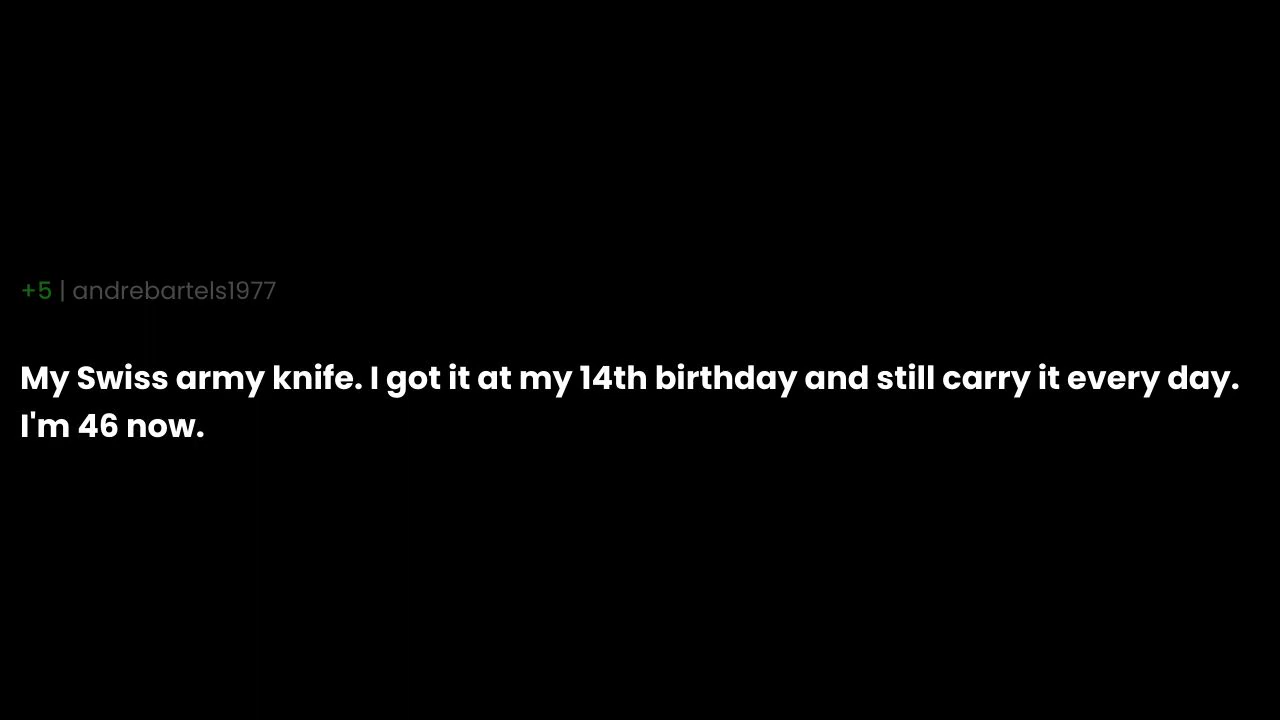 +5 | andrebartels1977
My Swiss army knife. I got it at my 14th birthday and still carry it every day.
I'm 46 now.